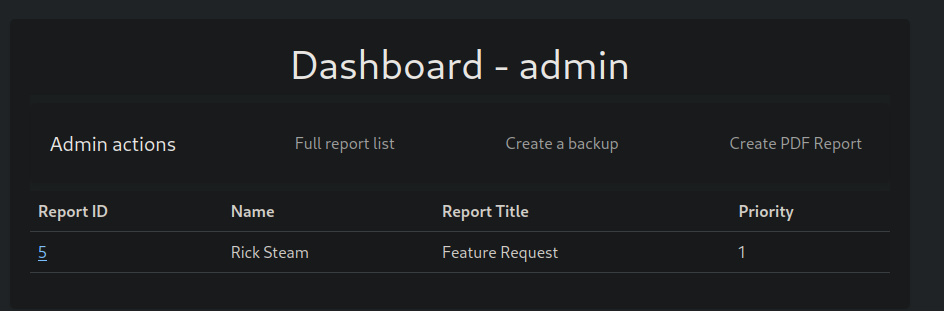 Dashboard - admin
Admin actions Full report list Create a backup Create PDF Report
Report ID Name Report Title Priority
5 Rick Steam Feature Request 1